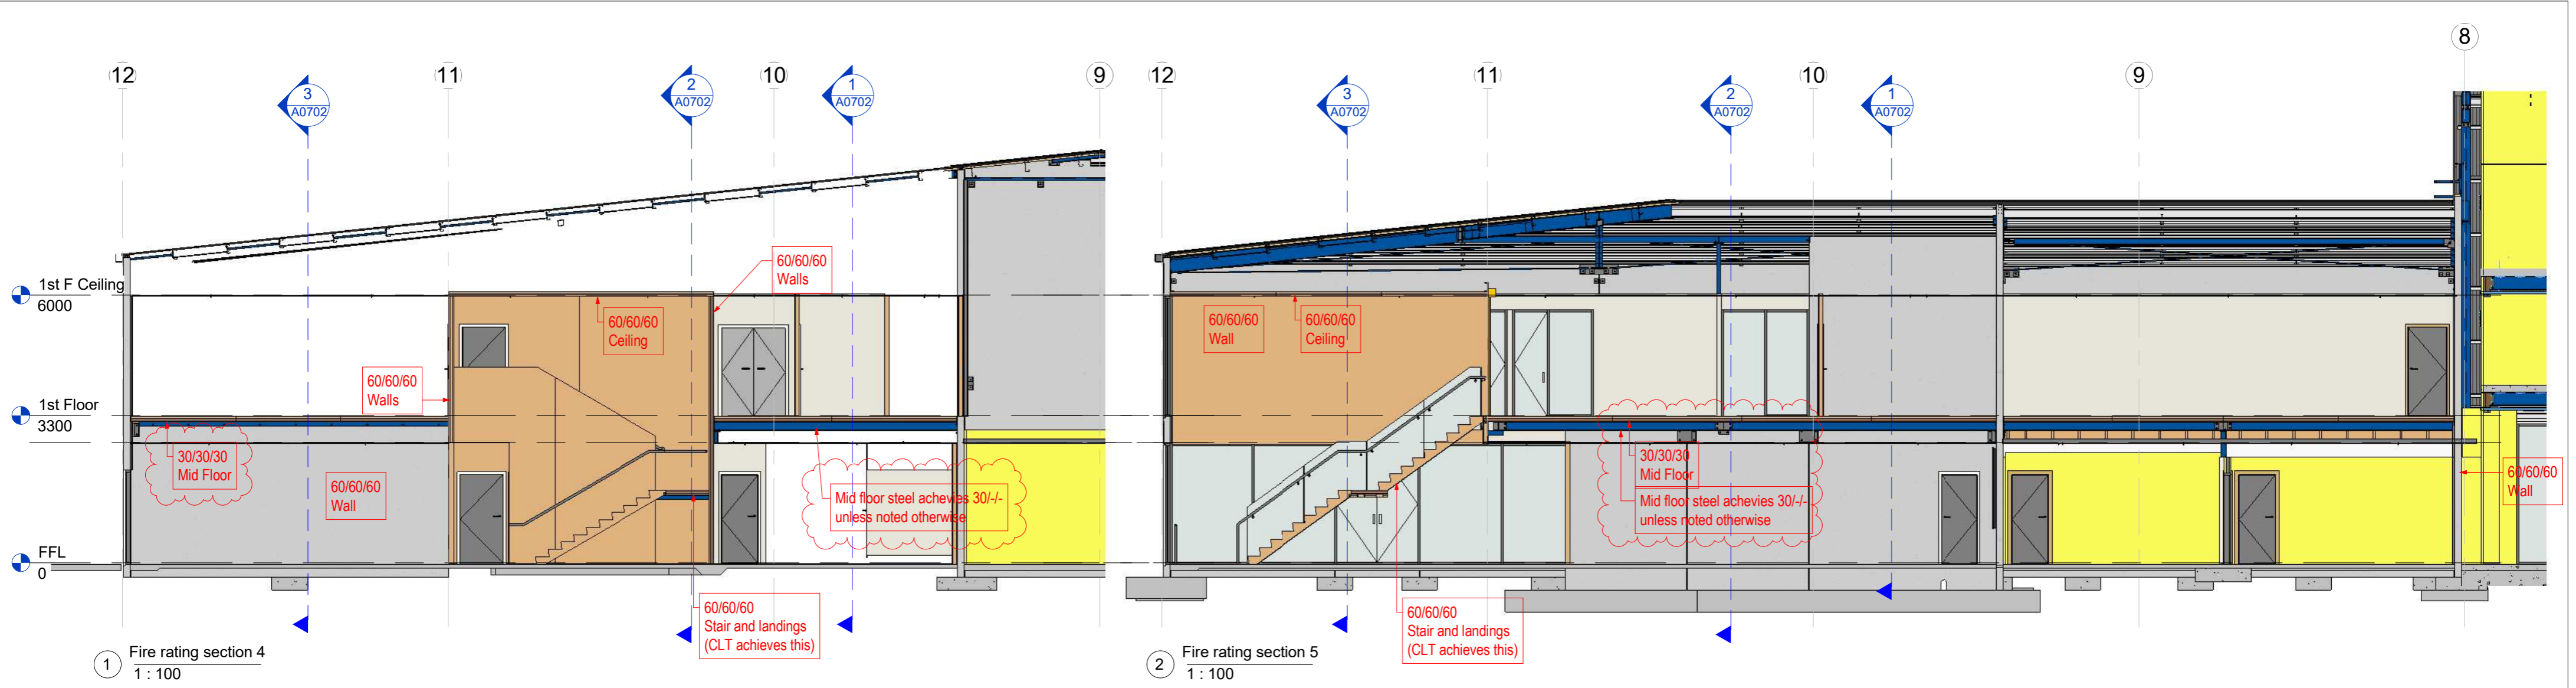 12
11
10
9
12
11
10
9
8
3
A0702
2
A0702
1
A0702
3
A0702
2
A0702
1
A0702
1st F Ceiling
6000
1st Floor
3300
FFL
0
60/60/60
Walls
60/60/60
Ceiling
60/60/60
Walls
30/30/30
Mid Floor
60/60/60
Wall
Mid floor steel achevies 30/-/-
unless noted otherwise
60/60/60
Stair and landings
(CLT achieves this)
1
Fire rating section 4
1 : 100
60/60/60
Wall
60/60/60
Ceiling
30/30/30
Mid Floor
Mid floor steel achevies 30/-/-
unless noted otherwise
60/60/60
Wall
60/60/60
Stair and landings
(CLT achieves this)
2
Fire rating section 5
1 : 100